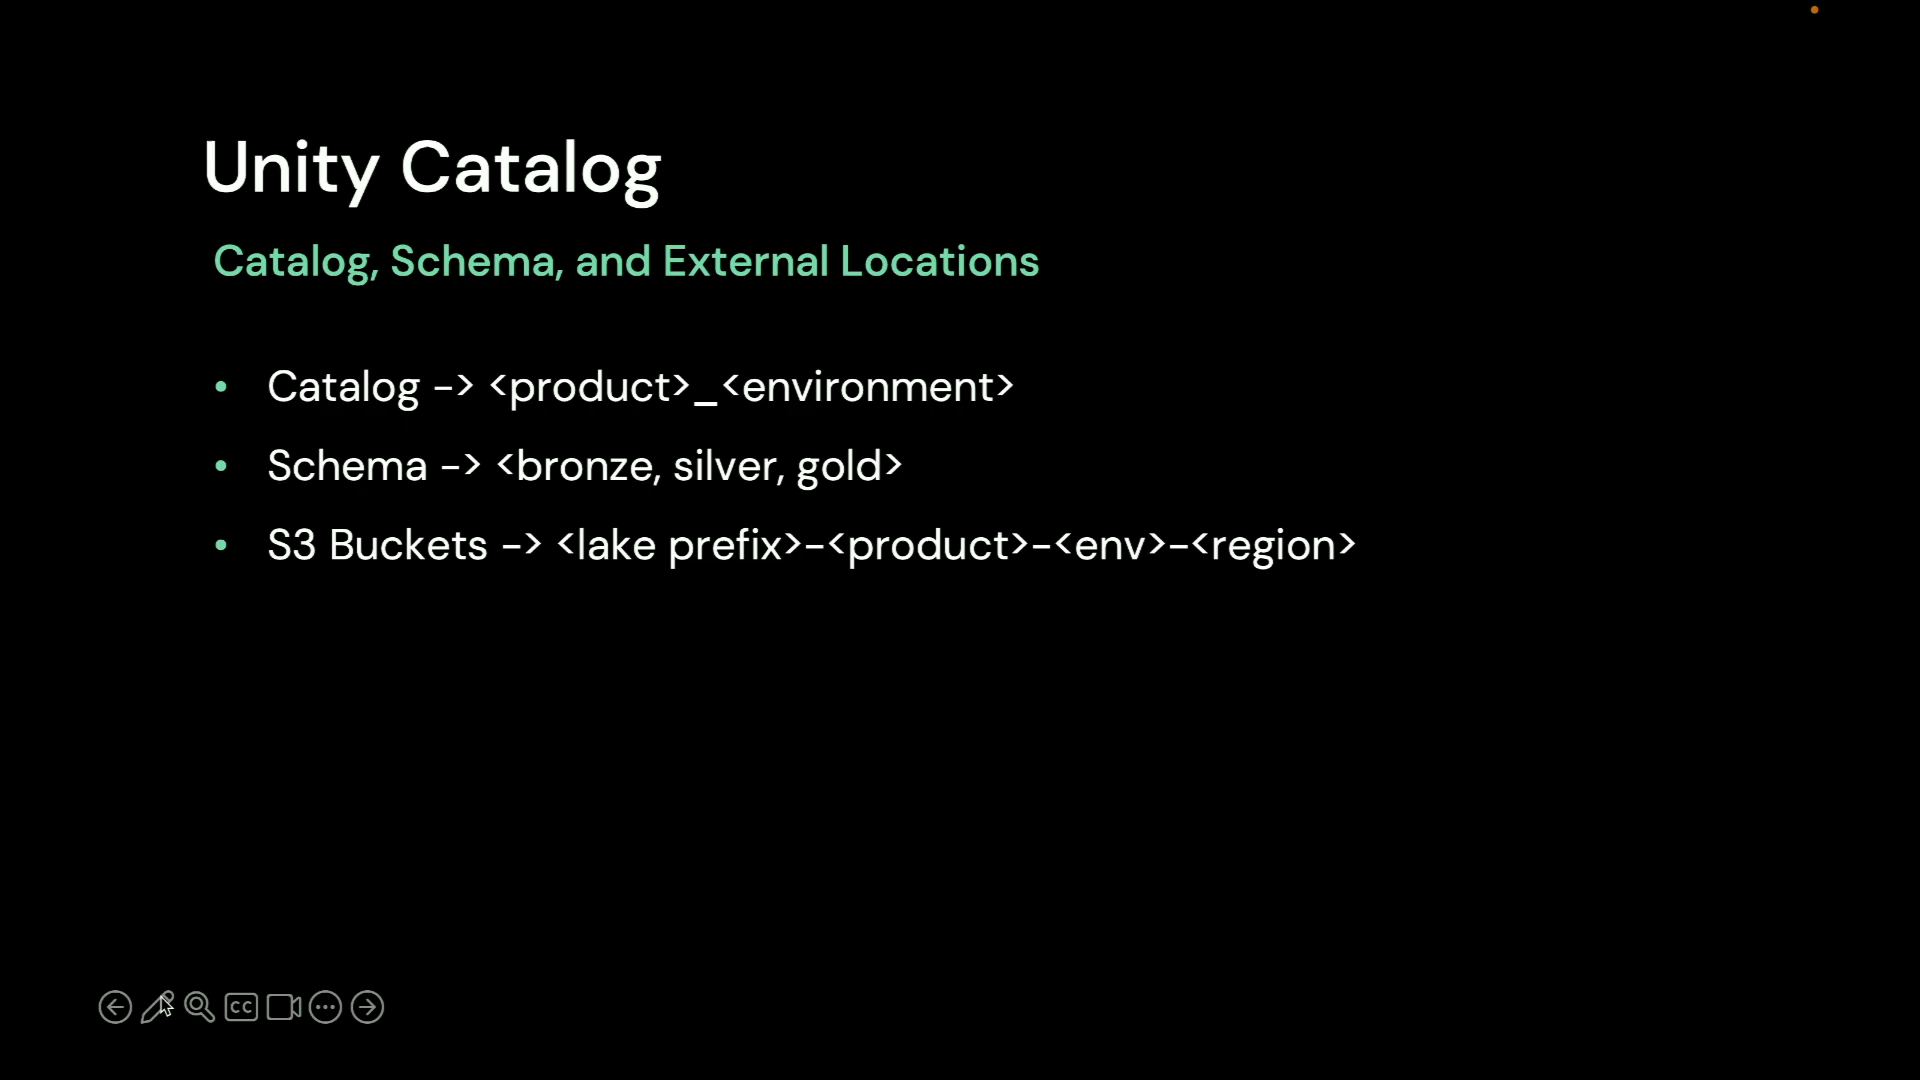 Unity Catalog
Catalog, Schema, and External Locations
• Catalog -> <product>_<environment>
• Schema -> <bronze, silver, gold>
• S3 Buckets -> <lake prefix>-<product>-<env>-<region>
CC